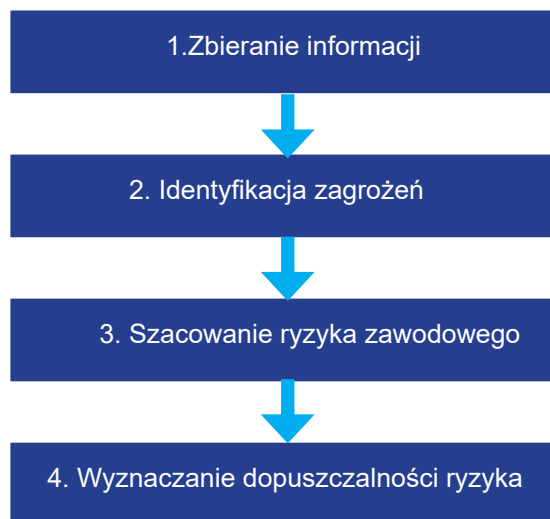 1.Zbieranie informacji
2. Identyfikacja zagrożeń
3. Szacowanie ryzyka zawodowego
4. Wyznaczanie dopuszczalności ryzyka